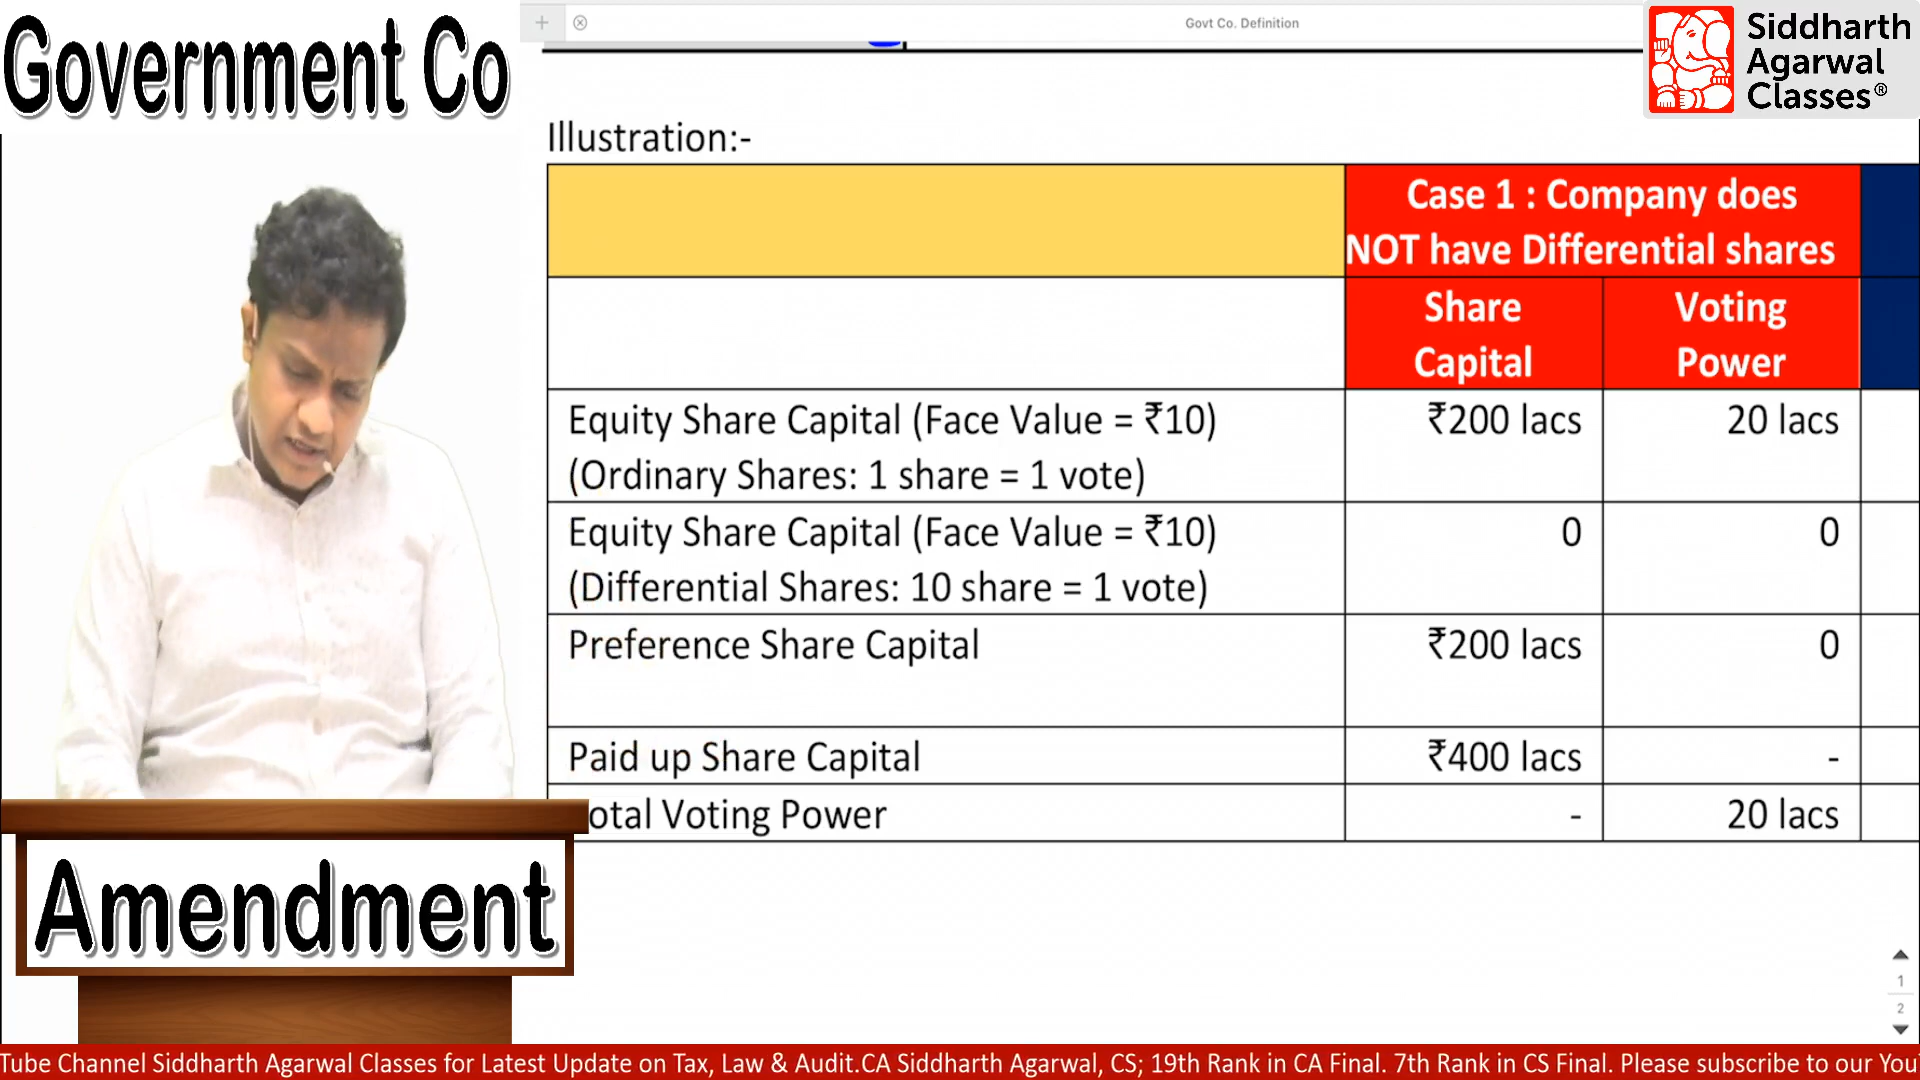 Government Co
Govt Co. Definition
Siddharth
Agarwal
Classes®
Illustration:-
Case 1 : Company does
NOT have Differential shares
Share
Capital
Voting
Power
Equity Share Capital (Face Value = ₹10)
(Ordinary Shares: 1 share = 1 vote)
₹200 lacs
20 lacs
Equity Share Capital (Face Value = ₹10)
(Differential Shares: 10 share = 1 vote)
0
0
Preference Share Capital
₹200 lacs
0
Paid up Share Capital
₹400 lacs
-
otal Voting Power
-
20 lacs
Amendment
1
2
Tube Channel Siddharth Agarwal Classes for Latest Update on Tax, Law & Audit.CA Siddharth Agarwal, CS; 19th Rank in CA Final. 7th Rank in CS Final. Please subscribe to our You